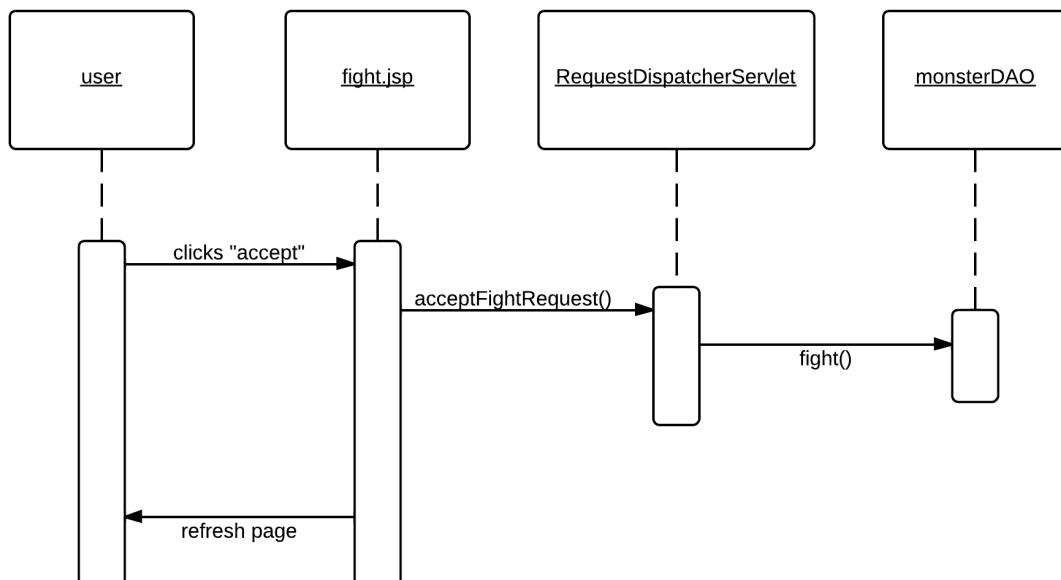 user
fight.jsp
RequestDispatcherServlet
monsterDAO
clicks "accept"
acceptFightRequest()
fight()
refresh page